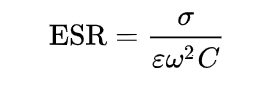 ESR = σ / (εω²C)